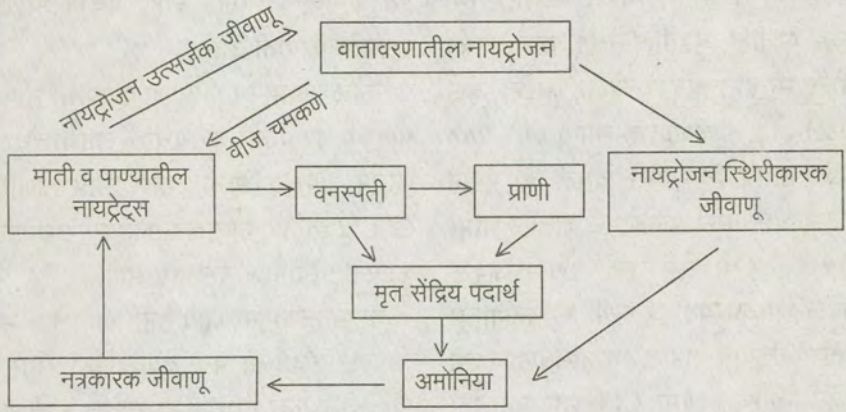 वातावरणातील नायट्रोजन
नायट्रोजन उत्सर्जक जीवाणू
वीज चमकणे
माती व पाण्यातील
नायट्रेट्स
वनस्पती
प्राणी
नायट्रोजन स्थिरीकारक
जीवाणू
मृत सेंद्रिय पदार्थ
नत्रकारक जीवाणू
अमोनिया